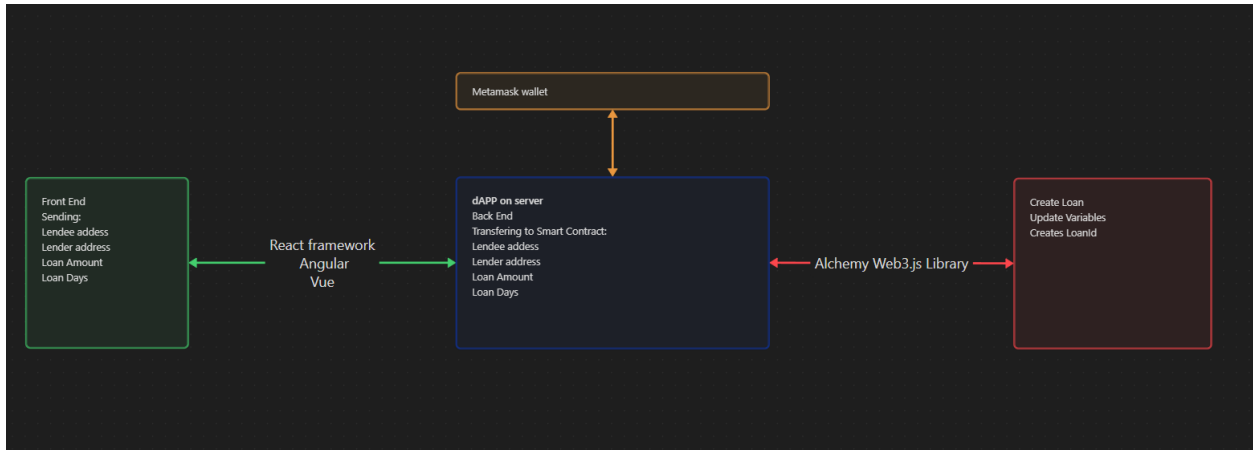 Metamask wallet
Front End
Sending:
Lendee addess
Lender address
Loan Amount
Loan Days
React framework
Angular
Vue
dAPP on server
Back End
Transfering to Smart Contract:
Lendee addess
Lender address
Loan Amount
Loan Days
Alchemy Web3.js Library
Create Loan
Update Variables
Creates LoanId